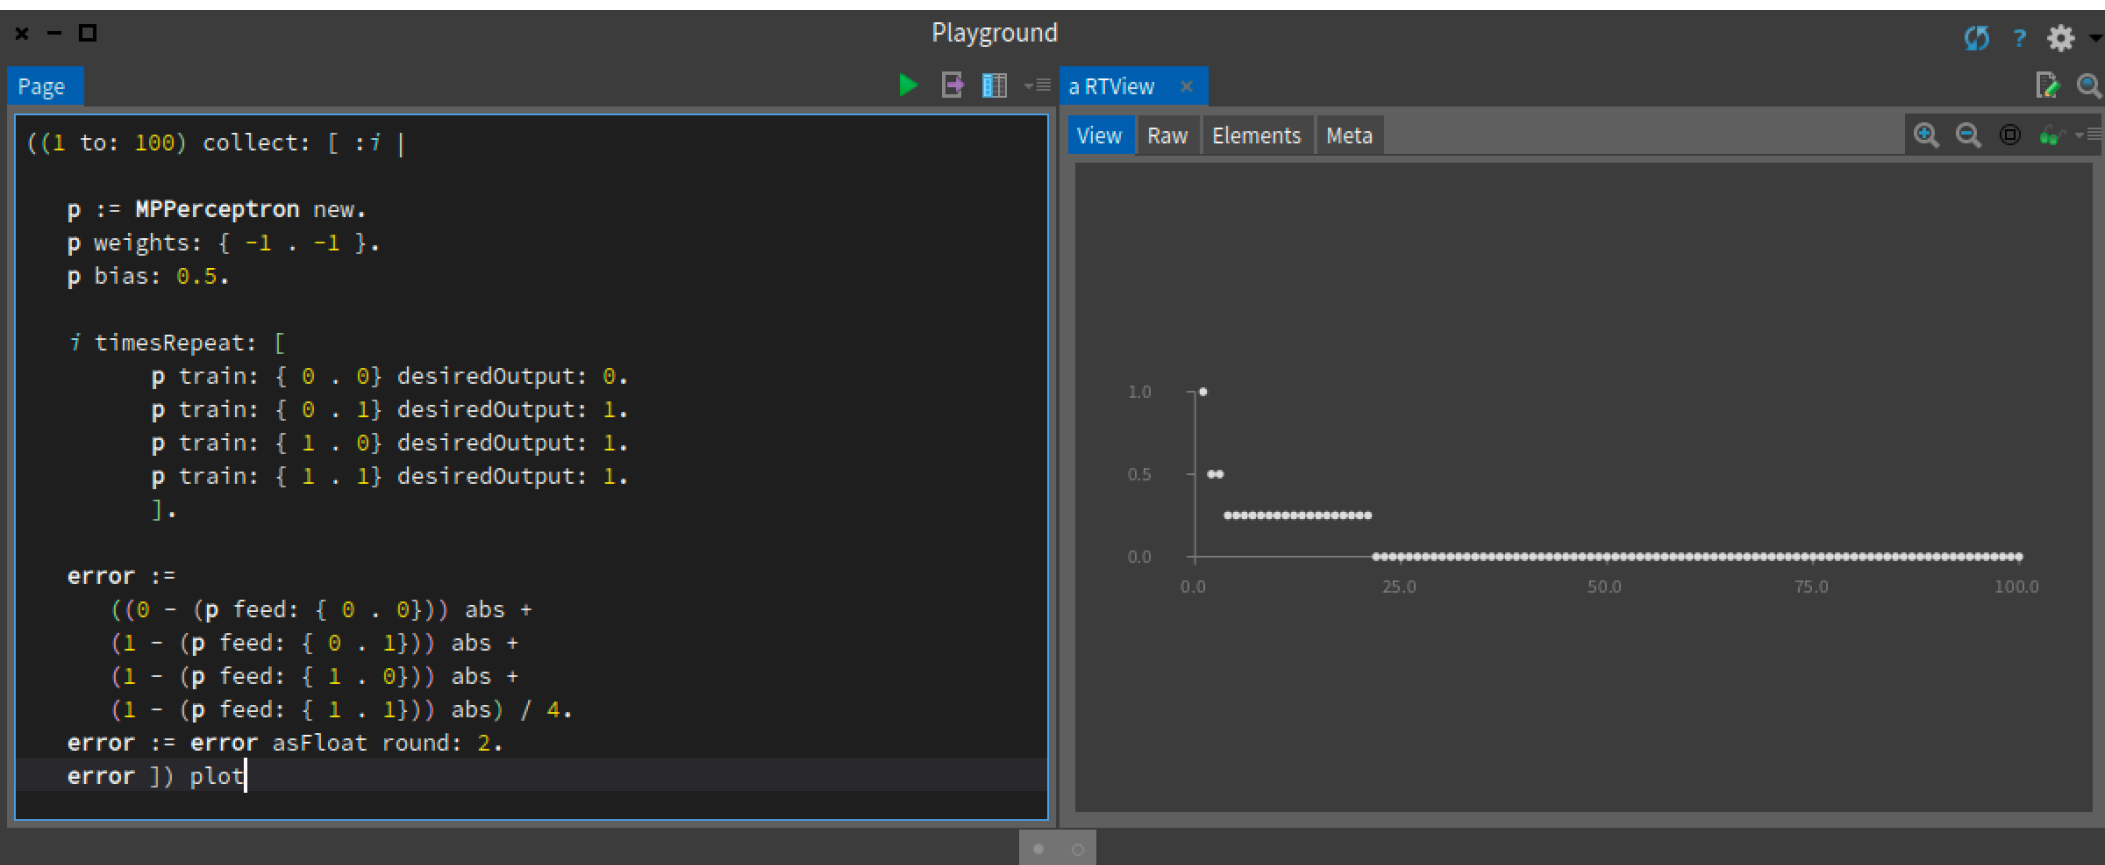 Playground
?
Page
a RTView
View Raw Elements Meta
((1 to: 100) collect: [ :i |
p := MPPerceptron new.
p weights: { -1 . -1 }.
p bias: 0.5.
i timesRepeat: [
p train: { 0 . 0} desiredOutput: 0.
p train: { 0 . 1} desiredOutput: 1.
p train: { 1 . 0} desiredOutput: 1.
p train: { 1 . 1} desiredOutput: 1.
].
error :=
((0 - (p feed: { 0 . 0})) abs +
(1 - (p feed: { 0 . 1})) abs +
(1 - (p feed: { 1 . 0})) abs +
(1 - (p feed: { 1 . 1})) abs) / 4.
error := error asFloat round: 2.
error ]) plot
1.0
0.5
0.0
0.0 25.0 50.0 75.0 100.0